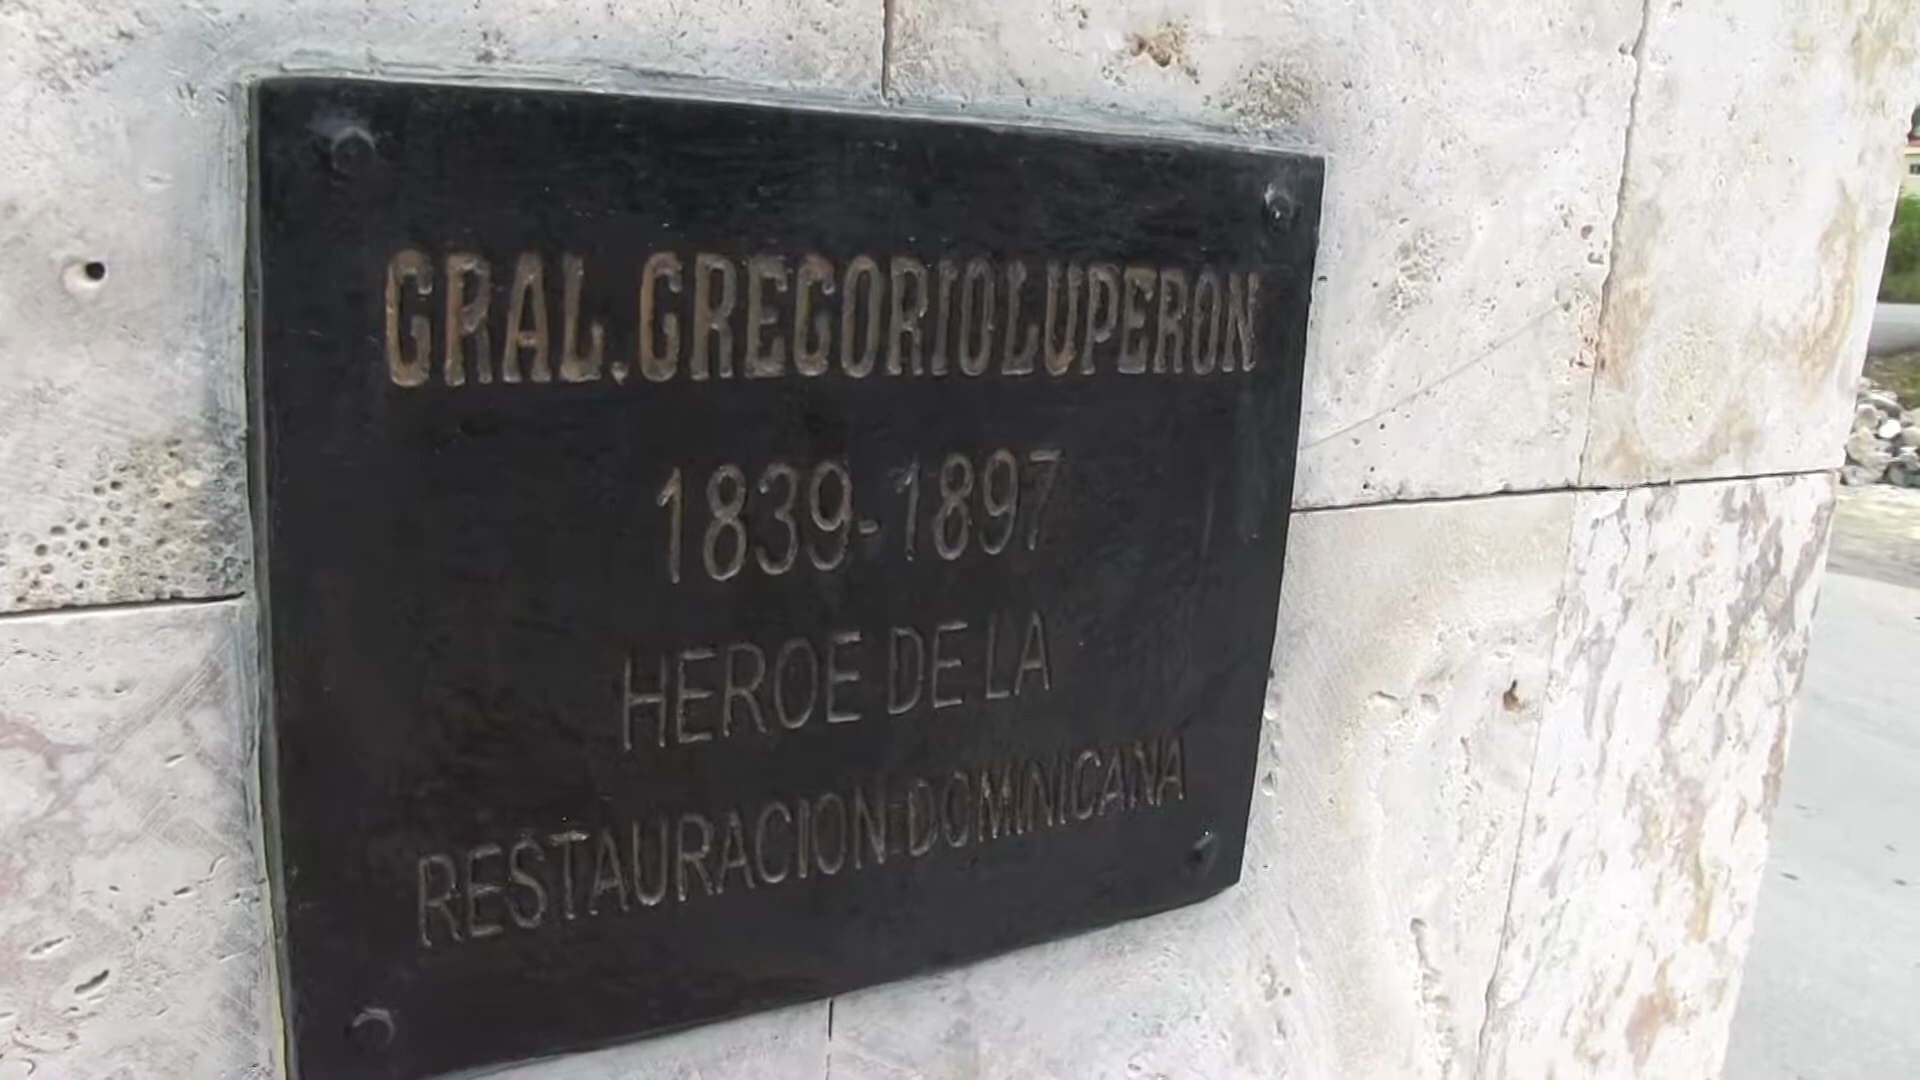 GRAL. GREGORIO LUPERON
1839-1897
HEROE DE LA
RESTAURACION DOMINICANA